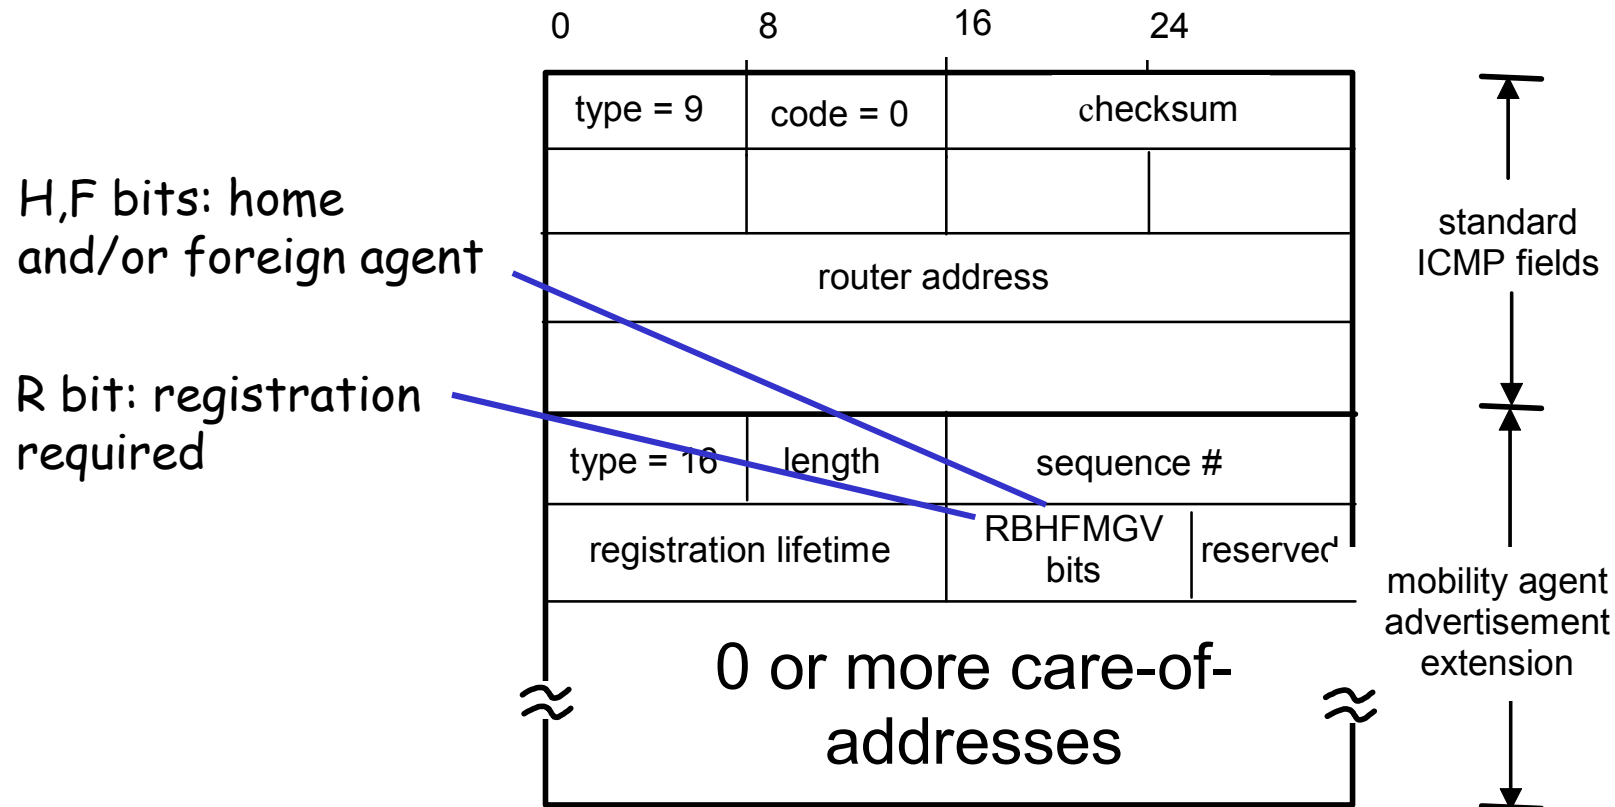 0 8 16 24
type = 9 code = 0 checksum
H,F bits: home
and/or foreign agent
standard
ICMP fields
router address
R bit: registration
required
type = 16 length sequence #
registration lifetime RBHFMGV
bits reserved
mobility agent
advertisement
extension
0 or more care-of-
addresses